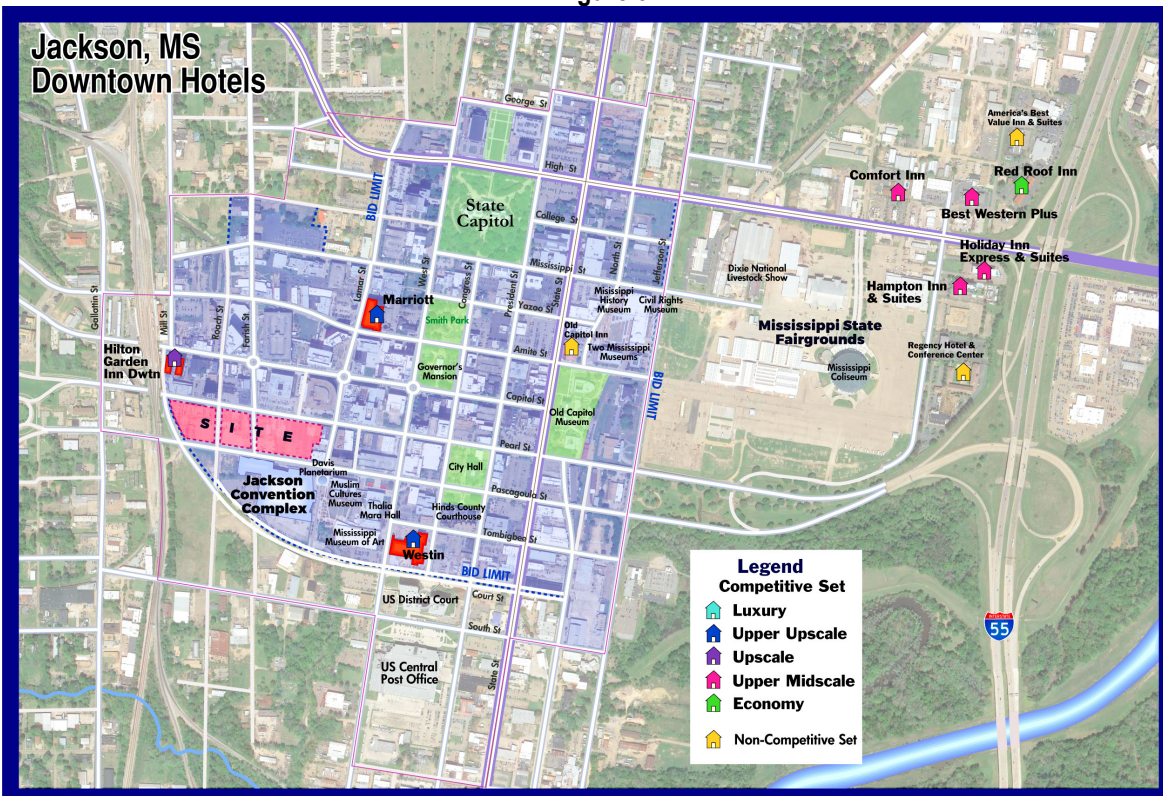 Jackson, MS
Downtown Hotels
George St
High St
State
Capitol
College St
BID LIMIT
America's Best
Value Inn & Suites
Comfort Inn
Red Roof Inn
Best Western Plus
Holiday Inn
Express & Suites
Hampton Inn
& Suites
Mississippi St
North St
Jefferson St
Dixie National
Livestock Show
Lamar St
West St
Congress St
President St
State St
Marriott
Smith Park
Yazoo St
Misissippi
History
Museum
Civil Rights
Museum
Gallattin St
Mill St
Roach St
Farish St
Old
Capitol Inn
Two Mississippi
Museums
Mississippi State
Fairgrounds
Mississippi
Coliseum
Regency Hotel &
Conference Center
Hilton
Garden
Inn Dwtn
Amite St
Governor's
Mansion
Capitol St
BID LIMIT
Old Capitol
Museum
S I T E
Pearl St
City Hall
Davis
Planetarium
Jackson
Convention
Complex
Muslim
Cultures
Museum
Thalia
Mara Hall
Pascagoula St
Hinds County
Courthouse
Mississippi
Museum of Art
Tombigbee St
Westin
BID LIMIT
US District Court
Court St
South St
US Central
Post Office
State St
Legend
Competitive Set
Luxury
Upper Upscale
Upscale
Upper Midscale
Economy
Non-Competitive Set
INTERSTATE
55